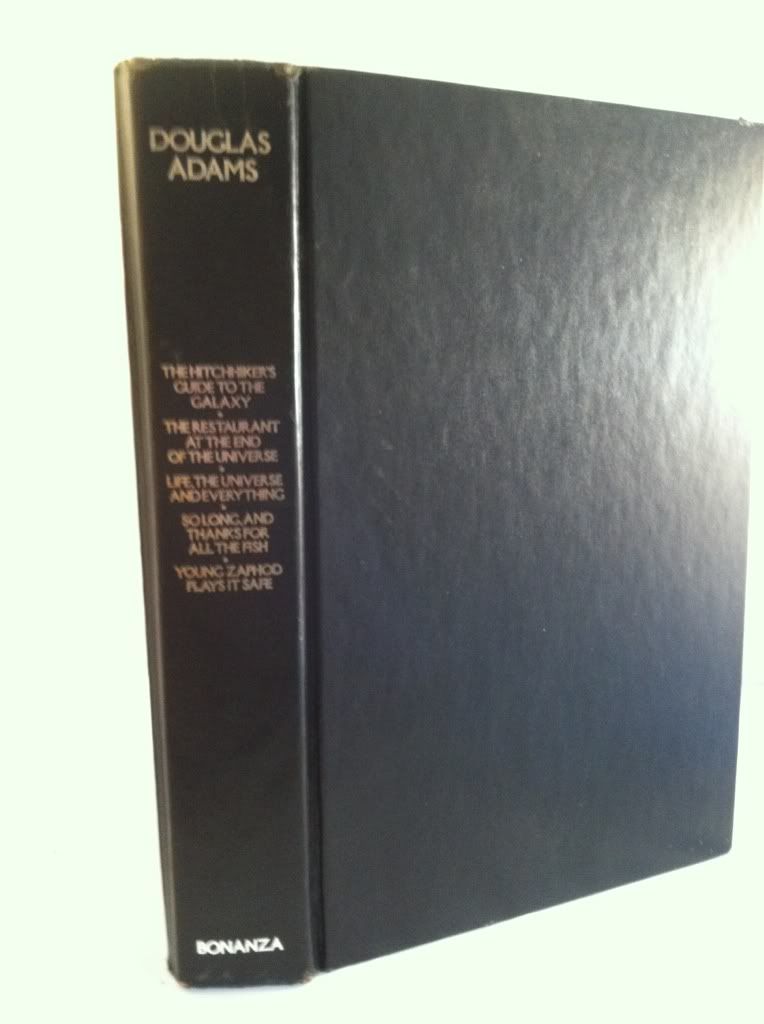 DOUGLAS
ADAMS
THE HITCHHIKER'S
GUIDE TO THE
GALAXY
•
THE RESTAURANT
AT THE END
OF THE UNIVERSE
•
LIFE, THE UNIVERSE
AND EVERYTHING
•
SO LONG, AND
THANKS FOR
ALL THE FISH
•
YOUNG ZAPHOD
PLAYS IT SAFE
BONANZA